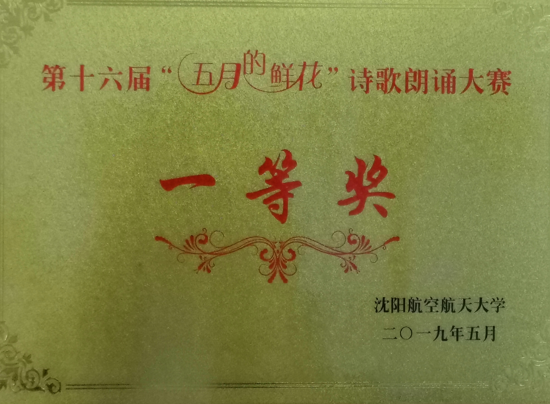 第十六届“五月的鲜花”诗歌朗诵大赛
一等奖
沈阳航空航天大学
二〇一九年五月